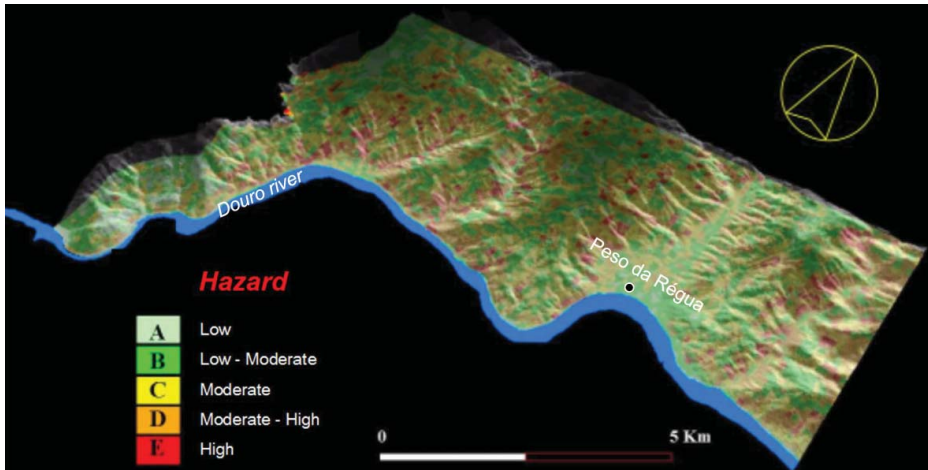 Douro river
Peso da Régua
Hazard
A Low
B Low - Moderate
C Moderate
D Moderate - High
E High
0 5 Km